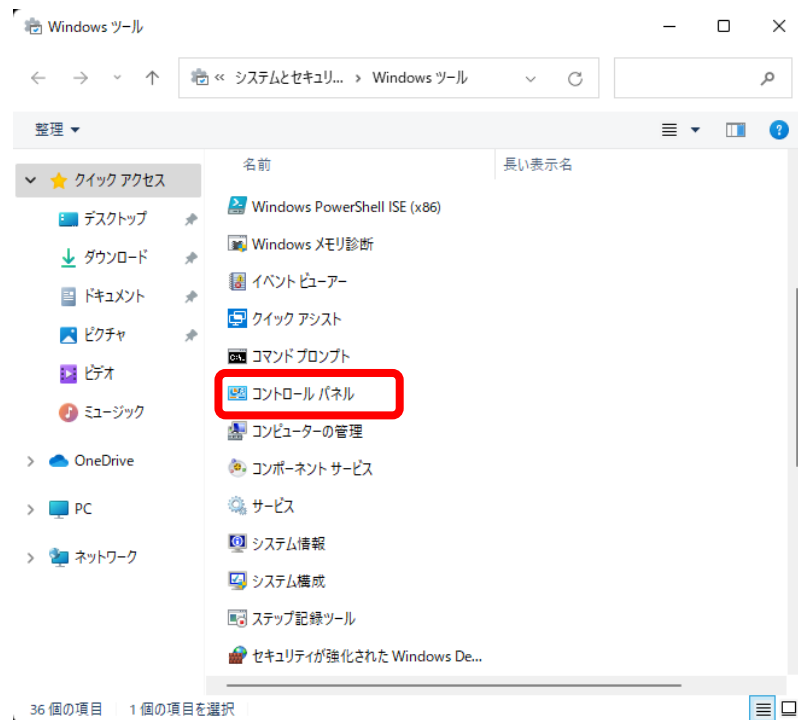 Windows ツール
« システムとセキュリ... › Windows ツール
整理
名前 長い表示名
クイック アクセス
デスクトップ
ダウンロード
ドキュメント
ピクチャ
ビデオ
ミュージック
OneDrive
PC
ネットワーク
Windows PowerShell ISE (x86)
Windows メモリ診断
イベント ビューアー
クイック アシスト
コマンド プロンプト
コントロール パネル
コンピューターの管理
コンポーネント サービス
サービス
システム情報
システム構成
ステップ記録ツール
セキュリティが強化された Windows De...
36 個の項目 1 個の項目を選択